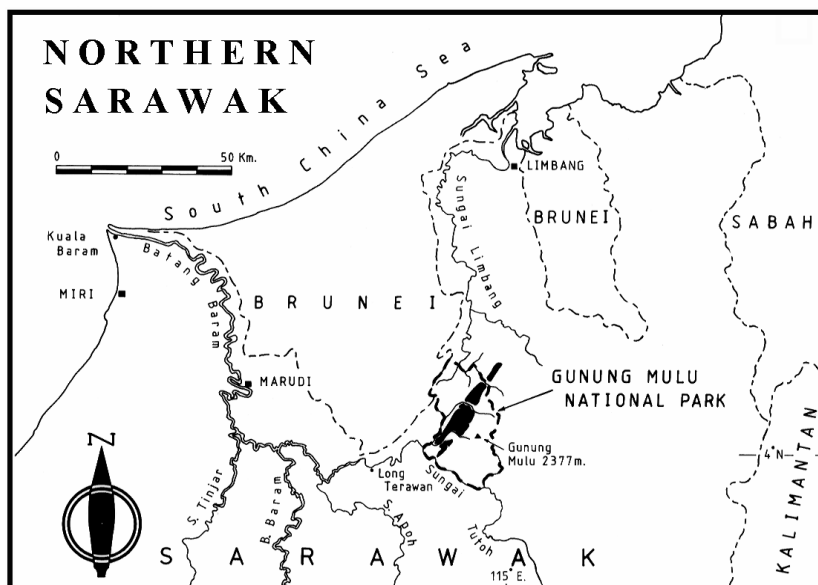 NORTHERN
SARAWAK
0 50 Km.
South China Sea
LIMBANG
Sungai Limbang
BRUNEI
SABAH
Kuala
Baram
Batang Baram
MIRI
BRUNEI
MARUDI
GUNUNG MULU
NATIONAL PARK
Gunung
Mulu 2377m.
4°N
KALIMANTAN
N
Long
Terawan
Sungai Tutoh
S. Tinjar
B. Baram
S. Apoh
SARAWAK
115° E.